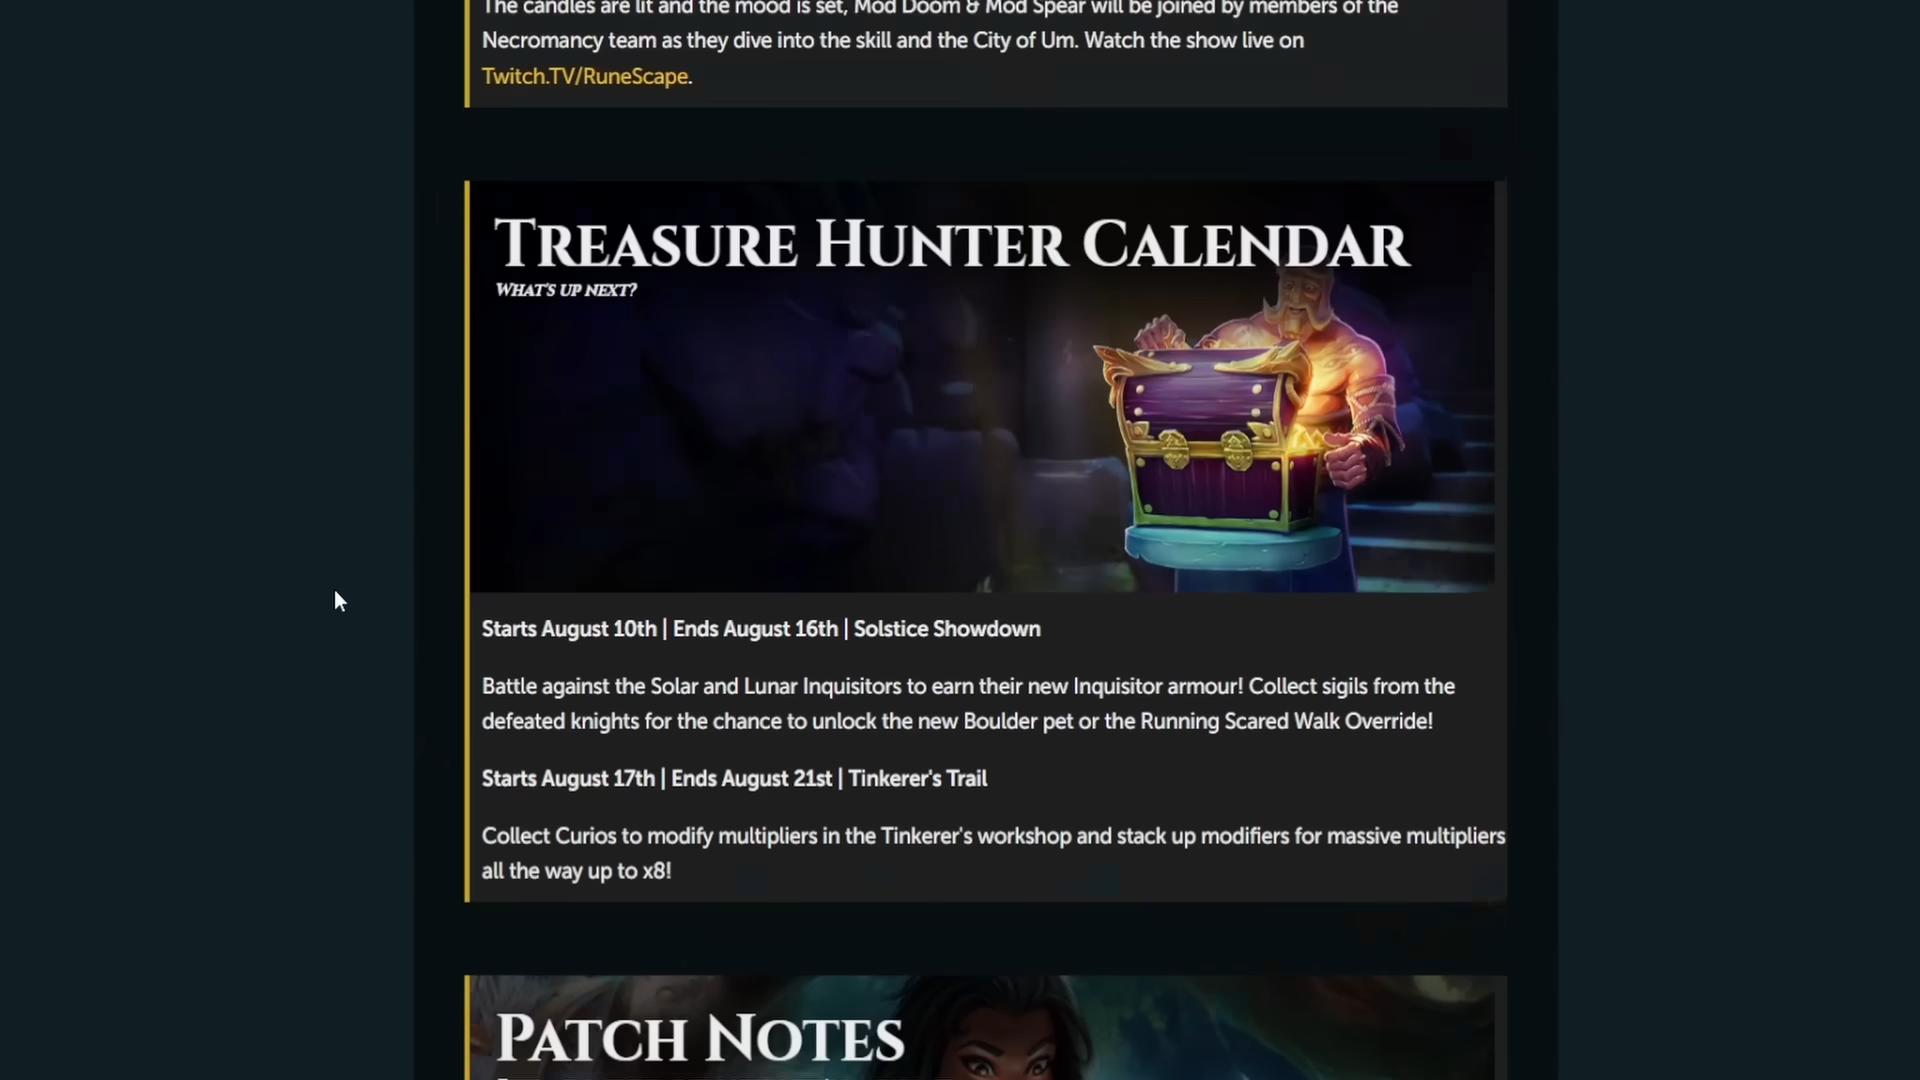 The candles are lit and the mood is set, Mod Doom & Mod Spear will be joined by members of the
Necromancy team as they dive into the skill and the City of Um. Watch the show live on
Twitch.TV/RuneScape.
Treasure Hunter Calendar
What's up next?
Starts August 10th | Ends August 16th | Solstice Showdown
Battle against the Solar and Lunar Inquisitors to earn their new Inquisitor armour! Collect sigils from the
defeated knights for the chance to unlock the new Boulder pet or the Running Scared Walk Override!
Starts August 17th | Ends August 21st | Tinkerer's Trail
Collect Curios to modify multipliers in the Tinkerer's workshop and stack up modifiers for massive multipliers
all the way up to x8!
Patch Notes